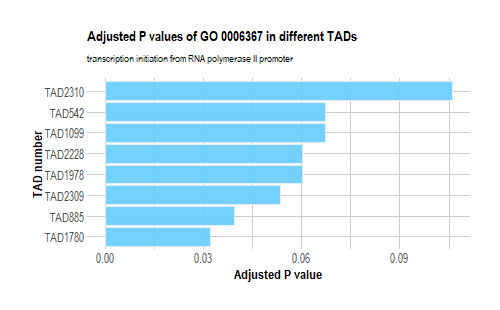 Adjusted P values of GO 0006367 in different TADs
transcription initiation from RNA polymerase II promoter
TAD number
TAD2310
TAD542
TAD1099
TAD2228
TAD1978
TAD2309
TAD885
TAD1780
0.00 0.03 0.06 0.09
Adjusted P value